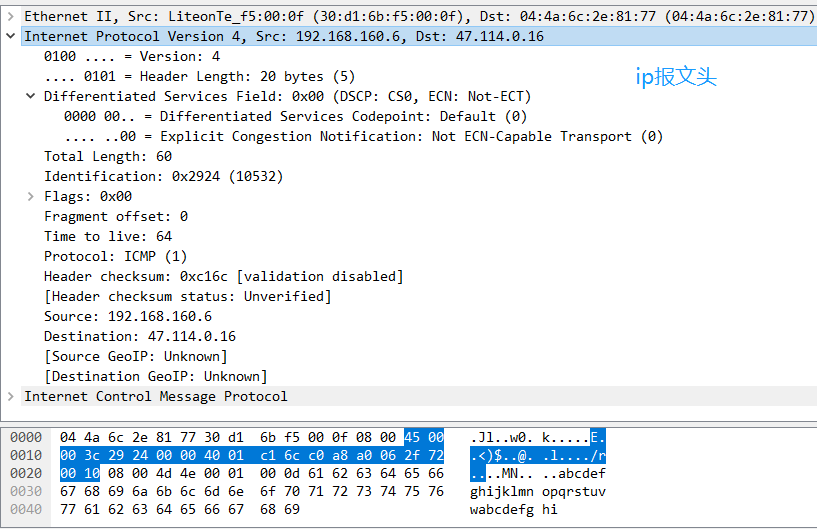 Ethernet II, Src: LiteonTe_f5:00:0f (30:d1:6b:f5:00:0f), Dst: 04:4a:6c:2e:81:77 (04:4a:6c:2e:81:77)
Internet Protocol Version 4, Src: 192.168.160.6, Dst: 47.114.0.16
0100 .... = Version: 4
.... 0101 = Header Length: 20 bytes (5)
ip报文头
Differentiated Services Field: 0x00 (DSCP: CS0, ECN: Not-ECT)
0000 00.. = Differentiated Services Codepoint: Default (0)
.... ..00 = Explicit Congestion Notification: Not ECN-Capable Transport (0)
Total Length: 60
Identification: 0x2924 (10532)
Flags: 0x00
Fragment offset: 0
Time to live: 64
Protocol: ICMP (1)
Header checksum: 0xc16c [validation disabled]
[Header checksum status: Unverified]
Source: 192.168.160.6
Destination: 47.114.0.16
[Source GeoIP: Unknown]
[Destination GeoIP: Unknown]
Internet Control Message Protocol
0000 04 4a 6c 2e 81 77 30 d1 6b f5 00 0f 08 00 45 00 .Jl..w0. k.....E.
0010 00 3c 29 24 00 00 40 01 c1 6c c0 a8 a0 06 2f 72 .<)$..@. .l..../r
0020 00 10 08 00 4d 4e 00 01 00 0d 61 62 63 64 65 66 ....MN.. ..abcdef
0030 67 68 69 6a 6b 6c 6d 6e 6f 70 71 72 73 74 75 76 ghijklmn opqrstuv
0040 77 61 62 63 64 65 66 67 68 69 wabcdefg hi